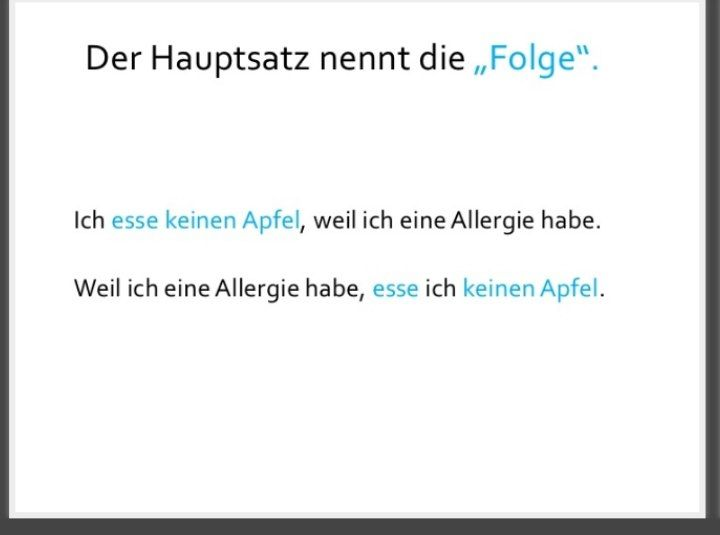 Der Hauptsatz nennt die „Folge“.
Ich esse keinen Apfel, weil ich eine Allergie habe.
Weil ich eine Allergie habe, esse ich keinen Apfel.